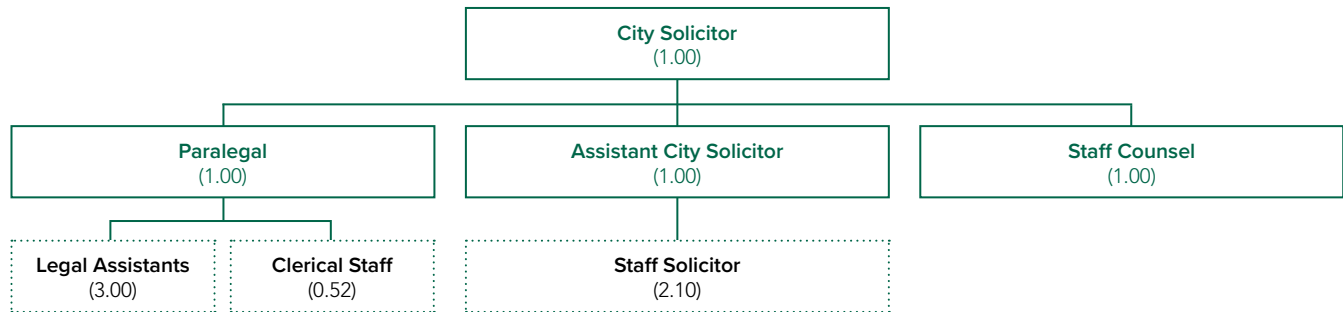 City Solicitor
(1.00)
Paralegal
(1.00)
Assistant City Solicitor
(1.00)
Staff Counsel
(1.00)
Legal Assistants
(3.00)
Clerical Staff
(0.52)
Staff Solicitor
(2.10)